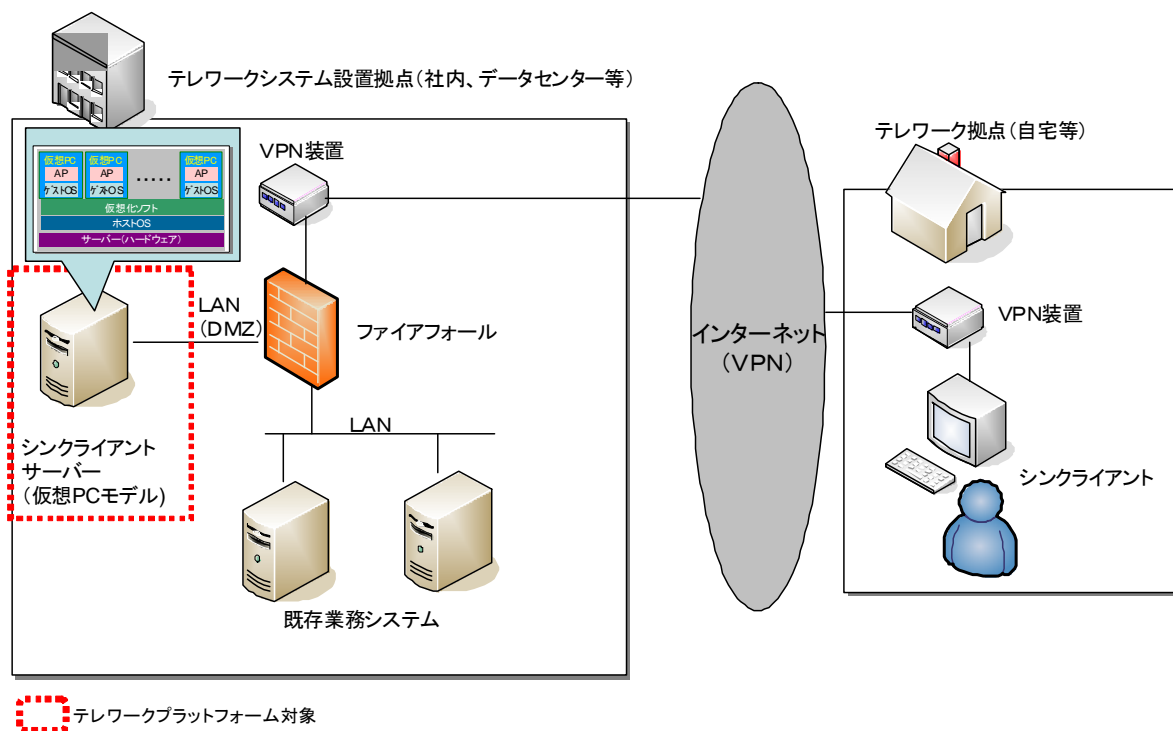 テレワークシステム設置拠点(社内、データセンター等)
仮想PC 仮想PC 仮想PC
AP AP ..... AP
ゲストOS ゲストOS ゲストOS
仮想化ソフト
ホストOS
サーバー(ハードウェア)
VPN装置
LAN
(DMZ)
ファイアフォール
シンクライアント
サーバー
(仮想PCモデル)
LAN
既存業務システム
インターネット
(VPN)
テレワーク拠点(自宅等)
VPN装置
シンクライアント
テレワークプラットフォーム対象